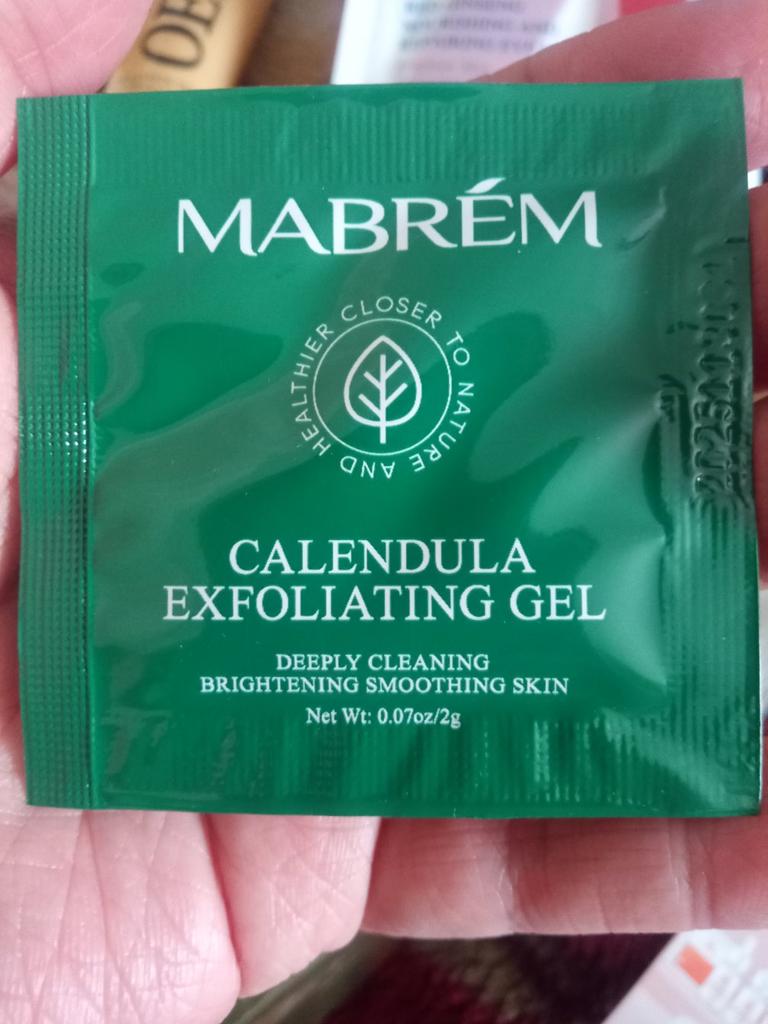 OE
MABRÉM
CLOSER TO NATURE AND HEALTHIER
CALENDULA
EXFOLIATING GEL
DEEPLY CLEANING
BRIGHTENING SMOOTHING SKIN
Net Wt: 0.07oz/2g